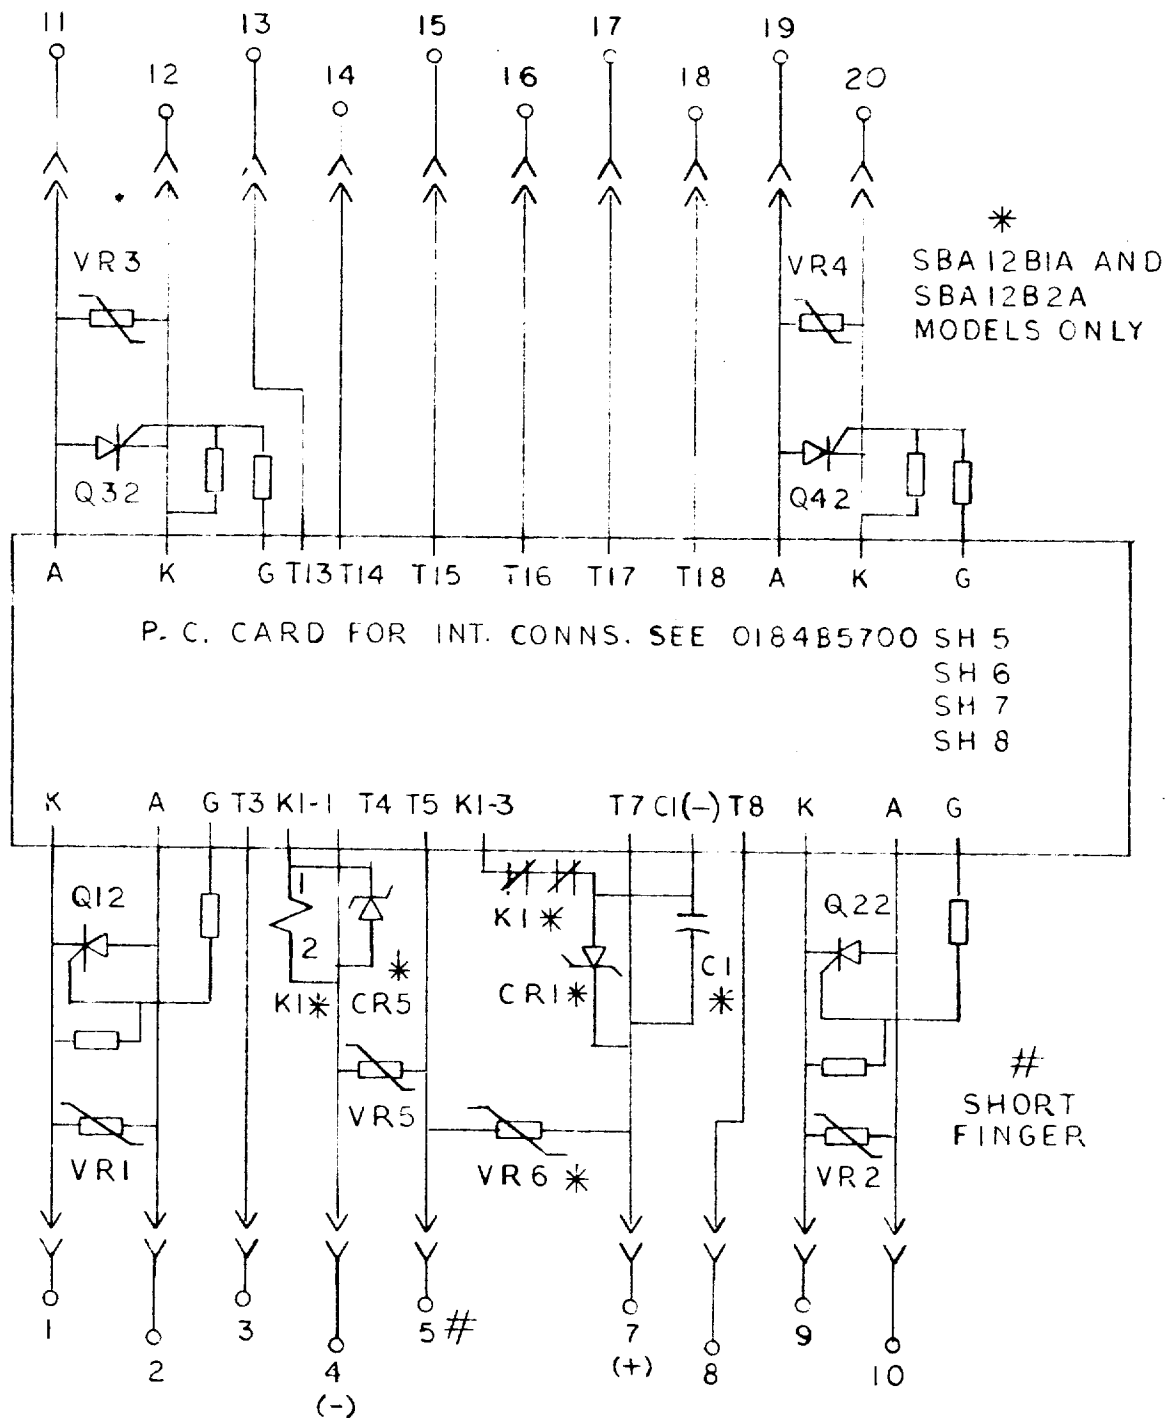 11 13 15 17 19
12 14 16 18 20
*
SBA12B1A AND
SBA12B2A
MODELS ONLY
VR3 VR4
Q32 Q42
A K G T13 T14 T15 T16 T17 T18 A K G
P. C. CARD FOR INT. CONNS. SEE 0184B5700 SH 5
SH 6
SH 7
SH 8
K A G T3 K1-1 T4 T5 K1-3 T7 C1(-) T8 K A G
1
Q12 K1* Q22
2 C1
K1* CR5* CR1* *
#
SHORT
FINGER
VR5
VR1 VR6* VR2
1 3 5# 7 9
2 4 (+) 8 10
(-)